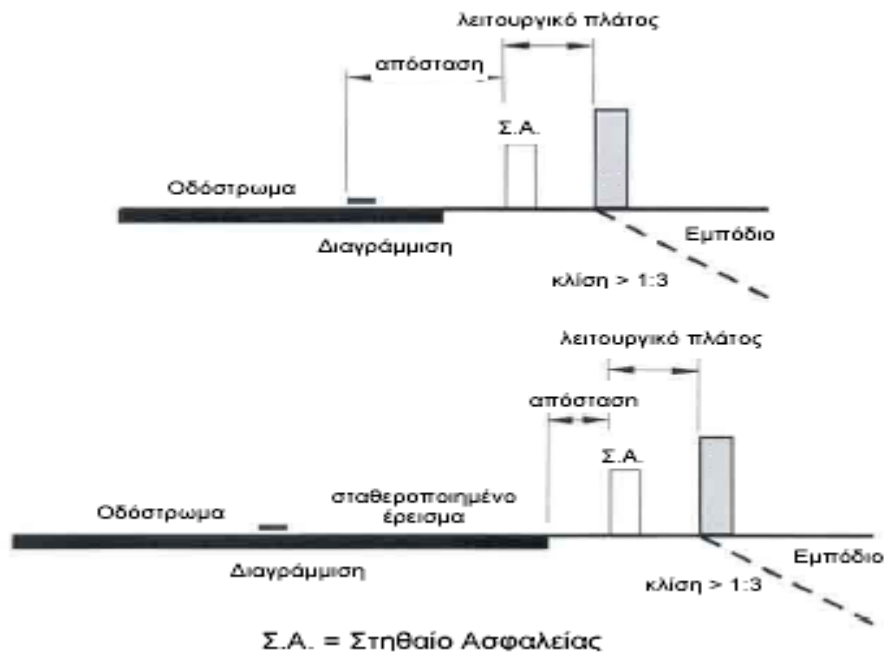 λειτουργικό πλάτος
απόσταση
Σ.Α.
Οδόστρωμα
Διαγράμμιση
Εμπόδιο
κλίση > 1:3
λειτουργικό πλάτος
απόσταση
Σ.Α.
Οδόστρωμα
σταθεροποιημένο
έρεισμα
Διαγράμμιση
Εμπόδιο
κλίση > 1:3
Σ.Α. = Στηθαίο Ασφαλείας